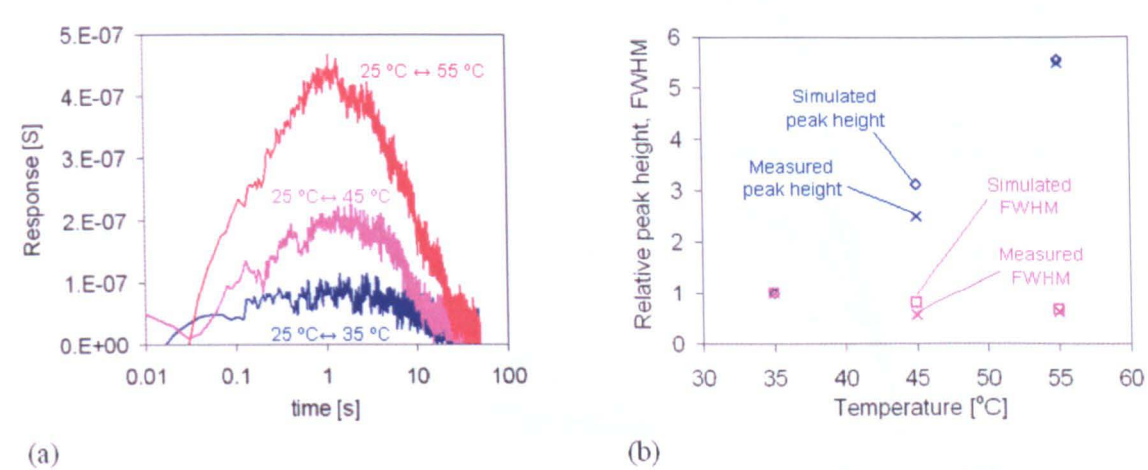 5.E-07
4.E-07
3.E-07
2.E-07
1.E-07
0.E+00
Response [S]
25 °C ↔ 55 °C
25 °C ↔ 45 °C
25 °C ↔ 35 °C
0.01 0.1 1 10 100
time [s]
(a)
6
5
4
3
2
1
0
Relative peak height, FWHM
Simulated
peak height
Measured
peak height
Simulated
FWHM
Measured
FWHM
30 35 40 45 50 55 60
Temperature [°C]
(b)